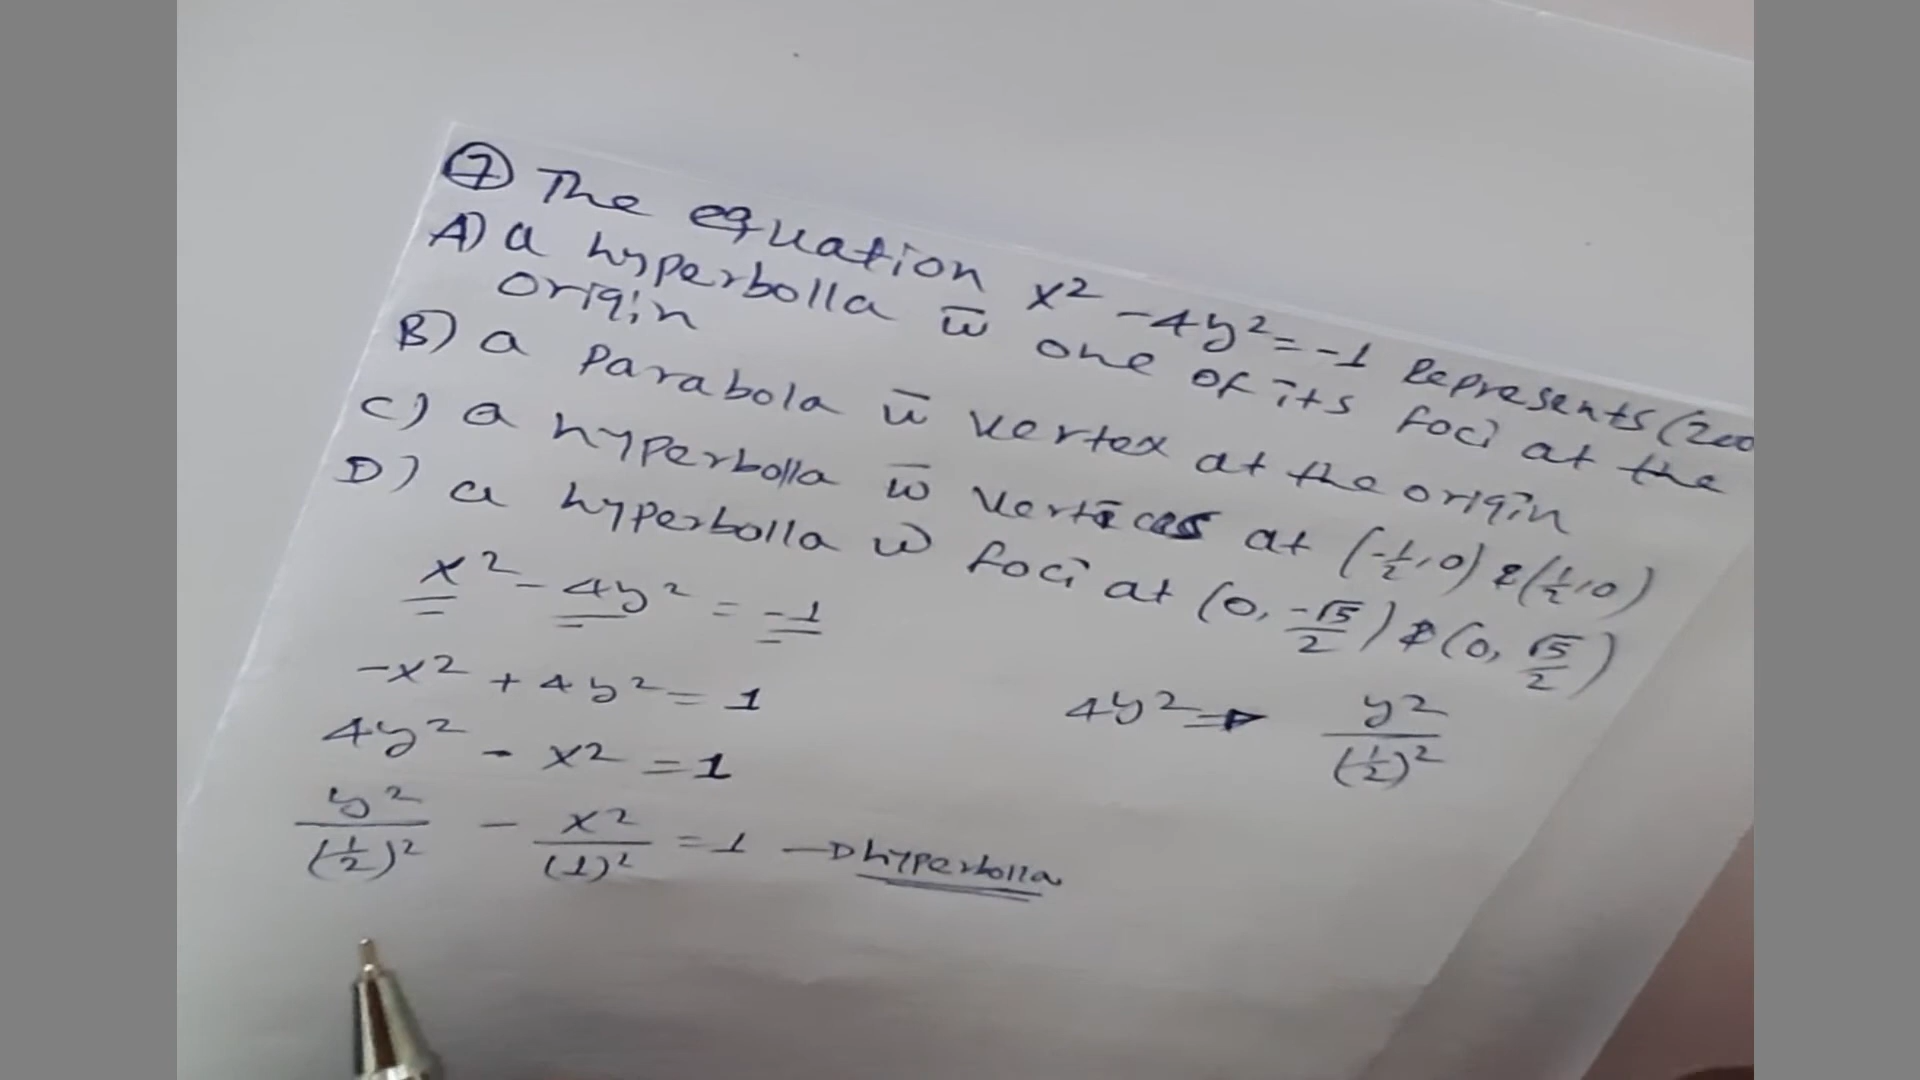 ⑦ The equation x² - 4y² = -1 Represents (200
A) a hyperbolla w̅ one of its foci at the
origin
B) a parabola w̅ vertex at the origin
C) a hyperbolla w̅ vertices at (-1/2, 0) & (1/2, 0)
D) a hyperbolla w̅ foci at (0, -√5/2) & (0, √5/2)
x² - 4y² = -1
-x² + 4y² = 1
4y² - x² = 1
4y² ⇒ y²/(1/2)²
y²/(1/2)² - x²/(1)² = 1 → hyperbolla